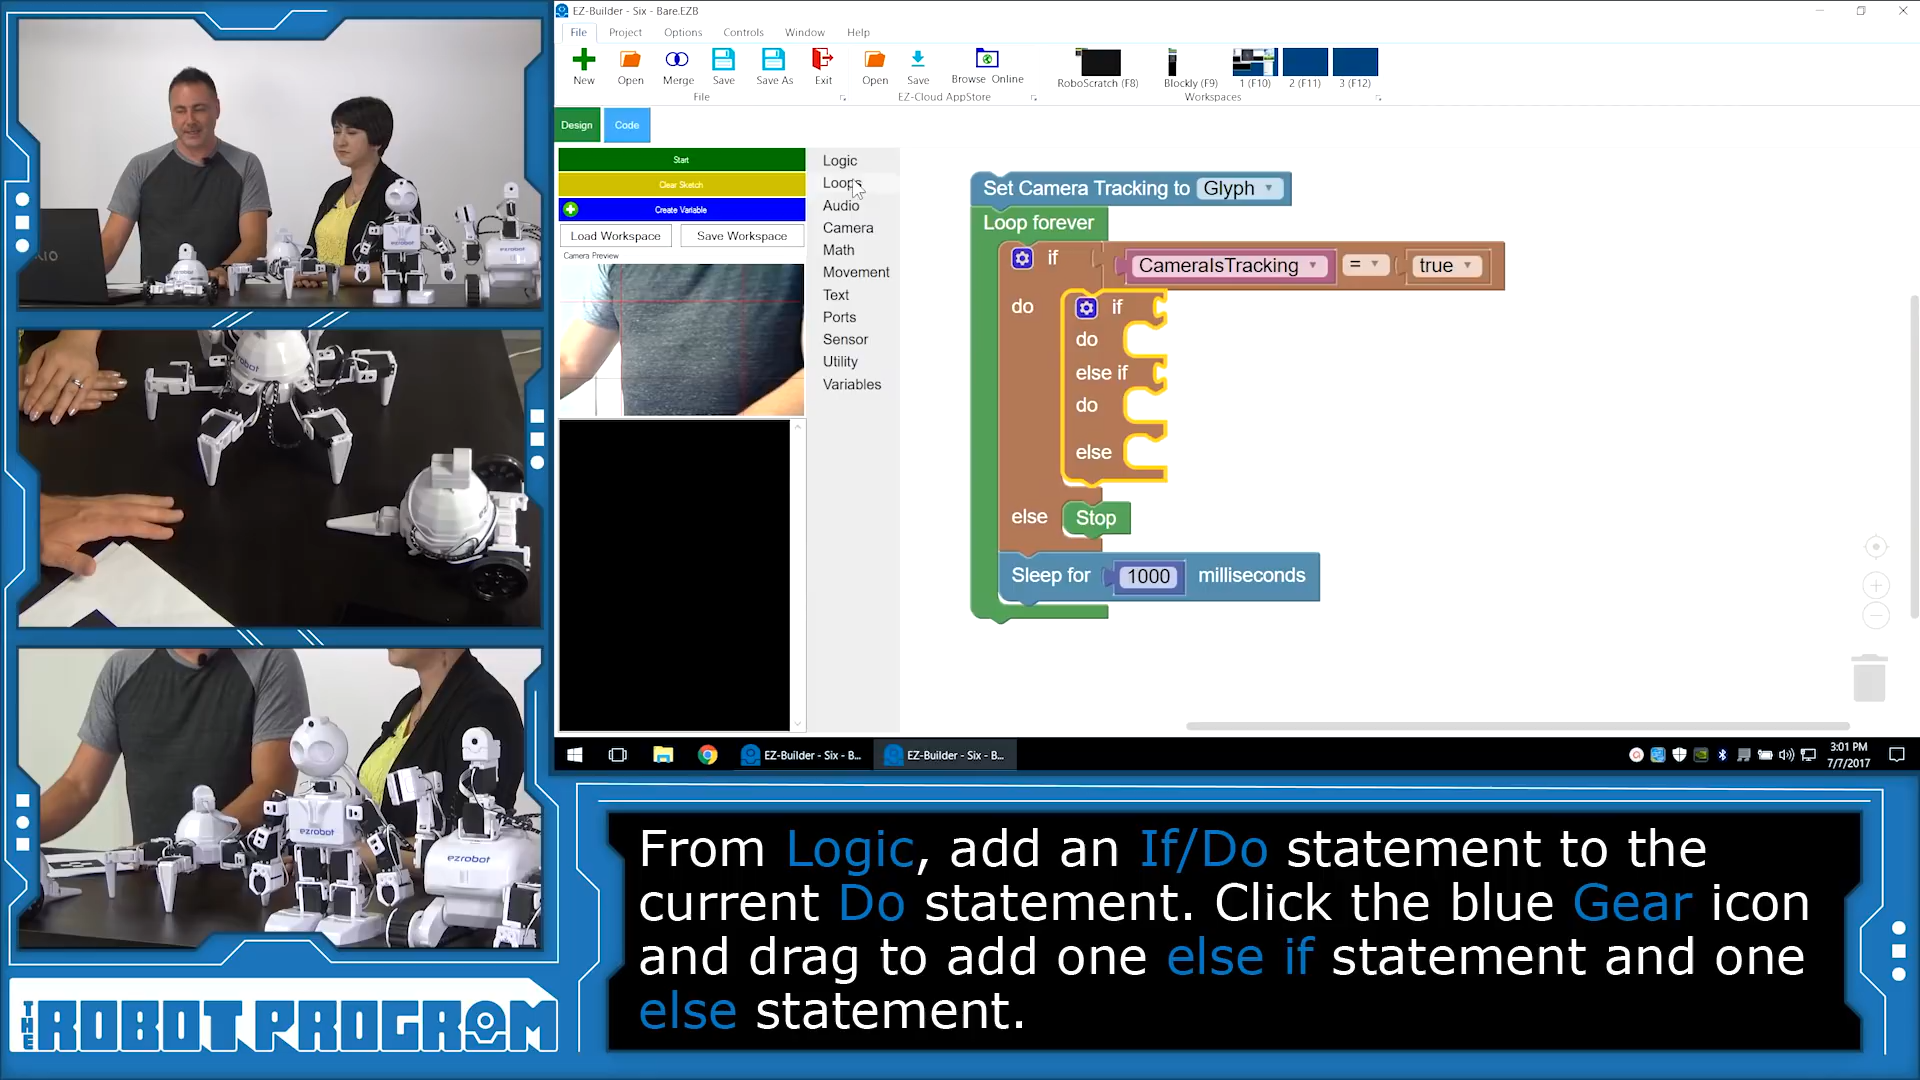 EZ-Builder - Six - Bare.EZB
File Project Options Controls Window Help
New Open Merge Save Save As Exit Open Save Browse Online RoboScratch (F8) Blockly (F9) 1 (F10) 2 (F11) 3 (F12)
File EZ-Cloud AppStore Workspaces
Design Code
Start
Clear Sketch
Create Variable
Load Workspace Save Workspace
Camera Preview
Logic
Loops
Audio
Camera
Math
Movement
Text
Ports
Sensor
Utility
Variables
Set Camera Tracking to Glyph
Loop forever
if CameraIsTracking = true
do if
do
else if
do
else
else Stop
Sleep for 1000 milliseconds
EZ-Builder - Six - B... EZ-Builder - Six - B...
3:01 PM
7/7/2017
ezrobot
ezrobot
ezrobot
ezrobot
From Logic, add an If/Do statement to the
current Do statement. Click the blue Gear icon
and drag to add one else if statement and one
else statement.
THE ROBOT PROGRAM